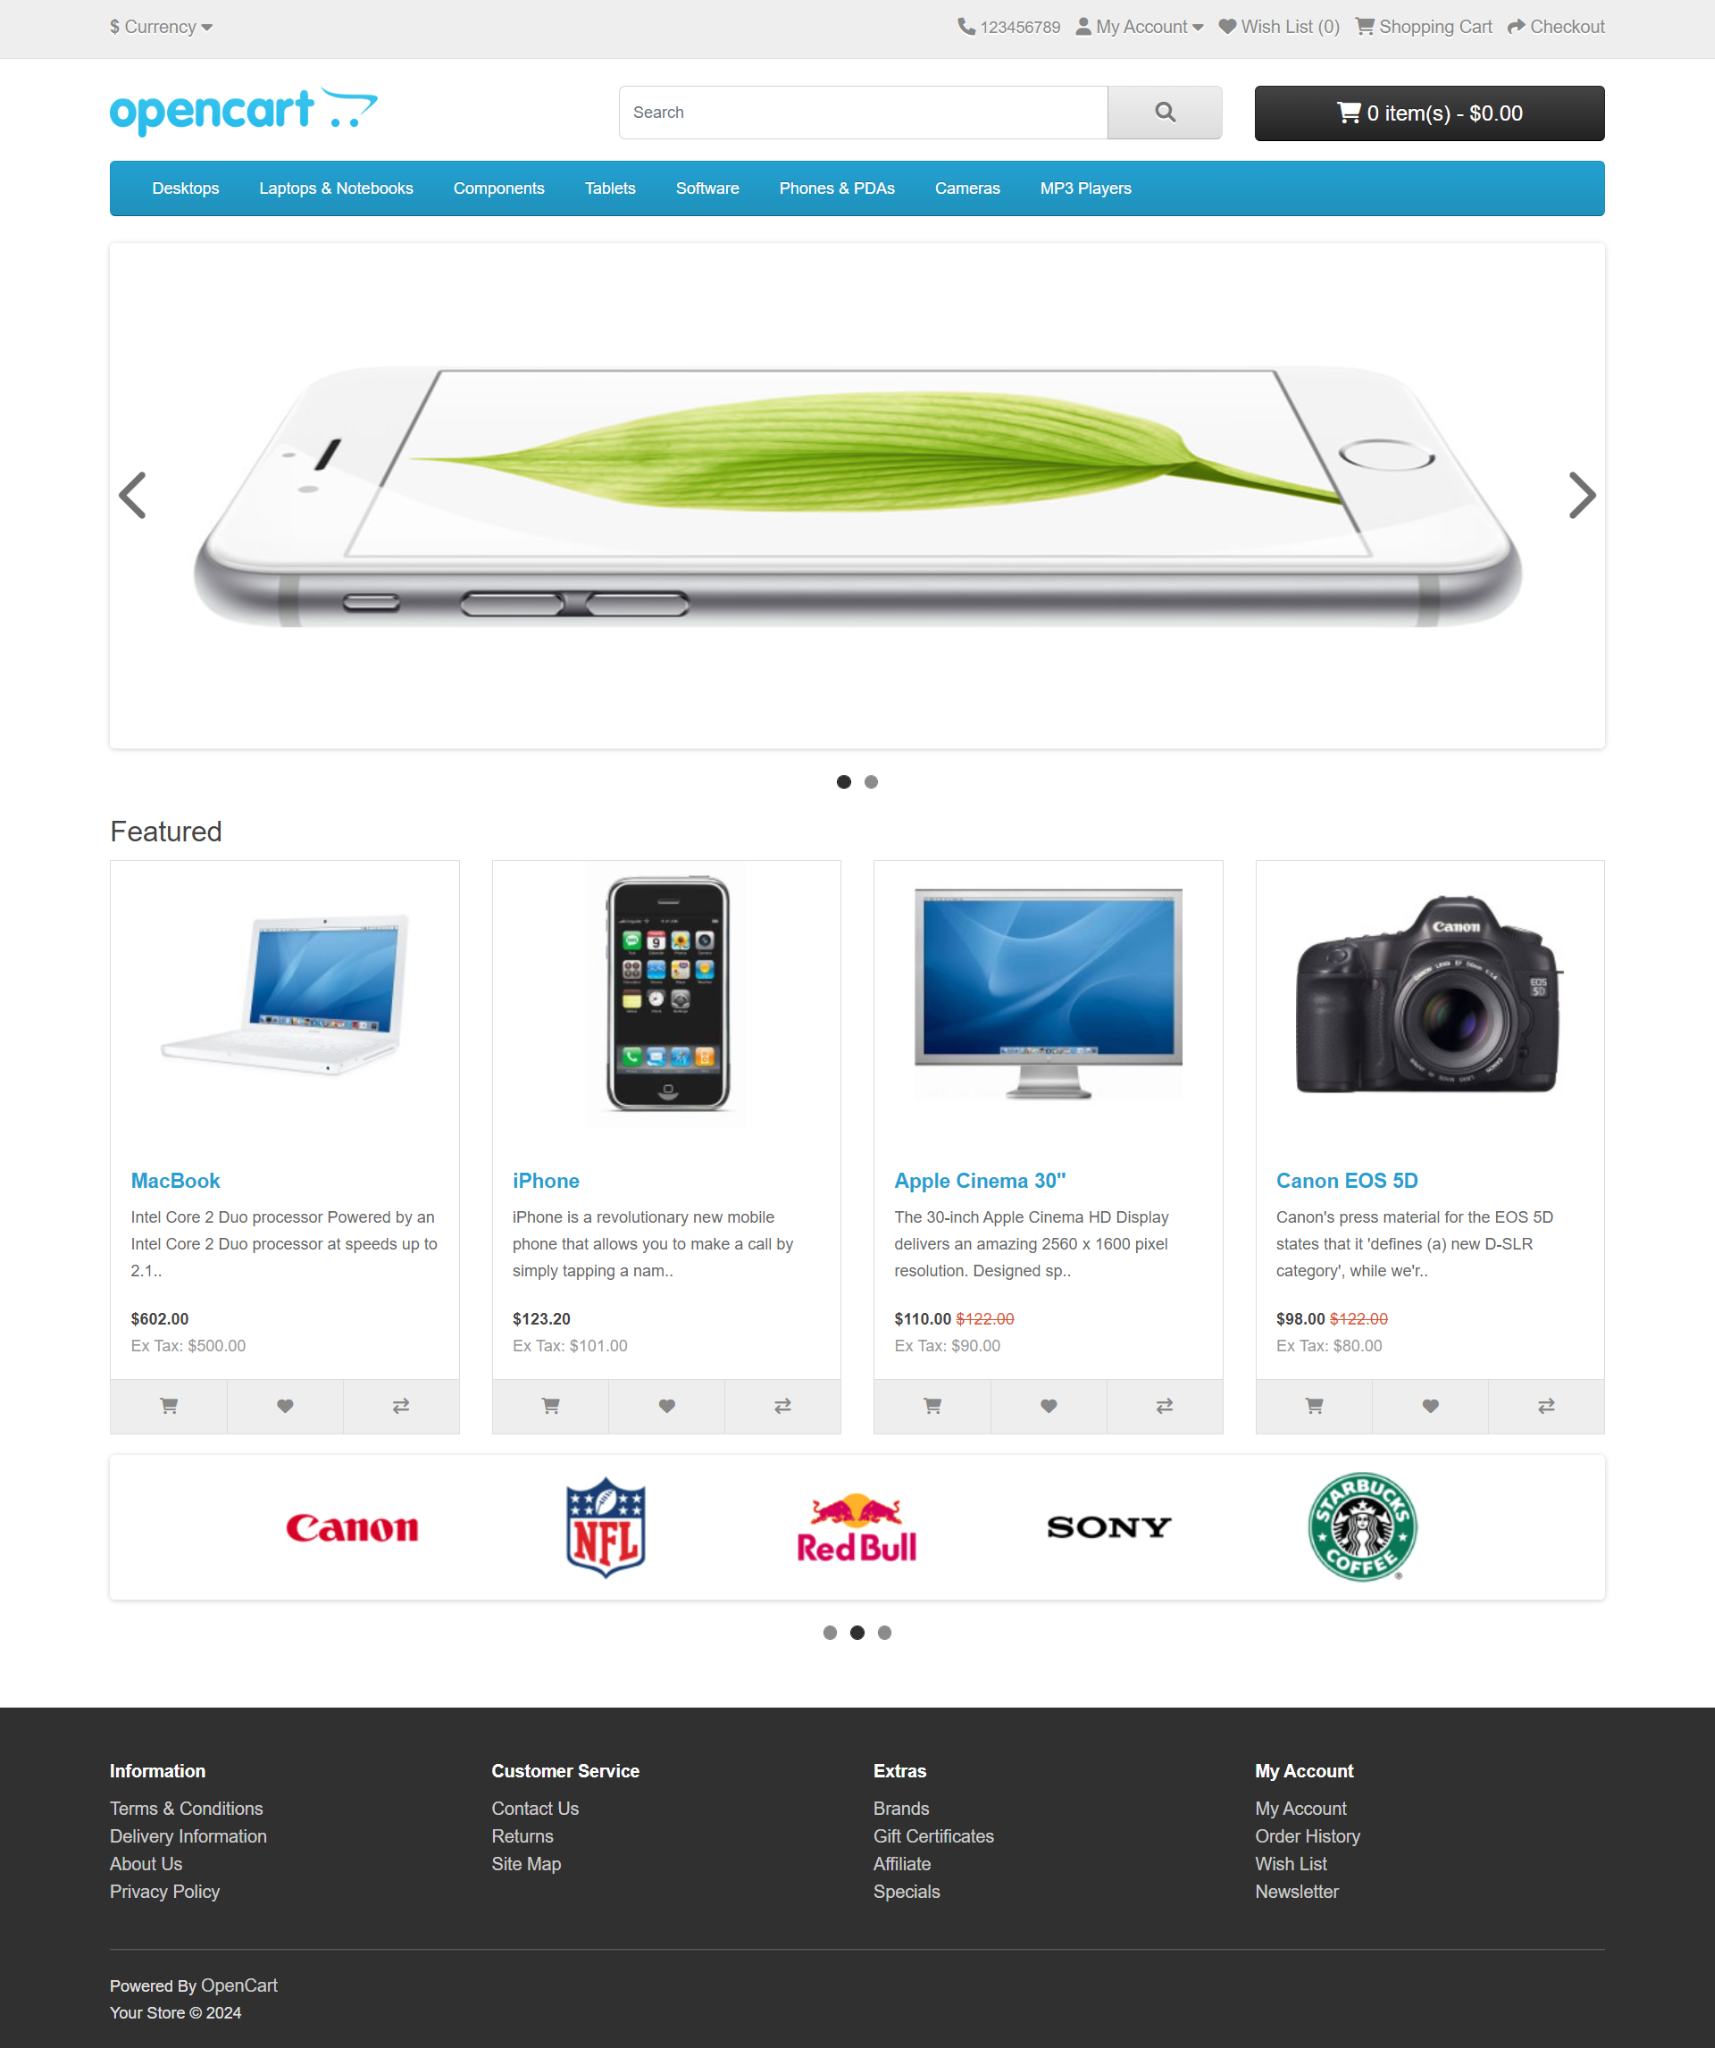 $ Currency
123456789 My Account Wish List (0) Shopping Cart Checkout
opencart
Search
0 item(s) - $0.00
Desktops Laptops & Notebooks Components Tablets Software Phones & PDAs Cameras MP3 Players
Featured
Canon
EOS
5D
MacBook
Intel Core 2 Duo processor Powered by an
Intel Core 2 Duo processor at speeds up to
2.1..
$602.00
Ex Tax: $500.00
iPhone
iPhone is a revolutionary new mobile
phone that allows you to make a call by
simply tapping a nam..
$123.20
Ex Tax: $101.00
Apple Cinema 30"
The 30-inch Apple Cinema HD Display
delivers an amazing 2560 x 1600 pixel
resolution. Designed sp..
$110.00 $122.00
Ex Tax: $90.00
Canon EOS 5D
Canon's press material for the EOS 5D
states that it 'defines (a) new D-SLR
category', while we'r..
$98.00 $122.00
Ex Tax: $80.00
Canon
NFL
Red Bull
SONY
STARBUCKS
COFFEE
®
Information
Terms & Conditions
Delivery Information
About Us
Privacy Policy
Customer Service
Contact Us
Returns
Site Map
Extras
Brands
Gift Certificates
Affiliate
Specials
My Account
My Account
Order History
Wish List
Newsletter
Powered By OpenCart
Your Store © 2024